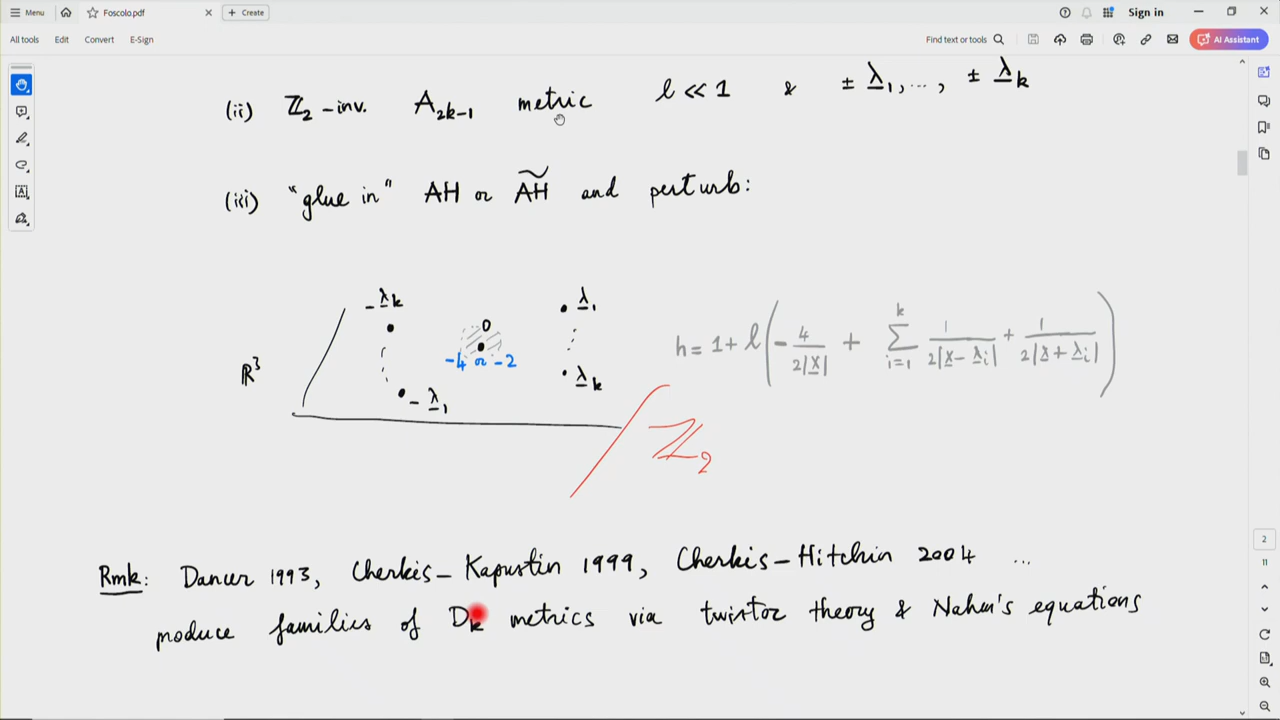 Menu Foscolo.pdf × + Create Sign in
All tools Edit Convert E-Sign Find text or tools AI Assistant
(ii) ℤ₂-inv. A₂ₖ₋₁ metric l ≪ 1 & ± λ₁, ..., ± λₖ
(iii) "glue in" AH or ÃH and perturb:
-λₖ 0 λ₁
-4 or -2
ℝ³ -λ₁ λₖ
h = 1 + l ( - 4/2|x| + Σ_{i=1}^{k} 1/2|x-λᵢ| + 1/2|x+λᵢ| )
/ ℤ₂
Rmk: Dancer 1993, Cherkis-Kapustin 1999, Cherkis-Hitchin 2004 ...
produce families of Dₖ metrics via twistor theory & Nahm's equations
2
11